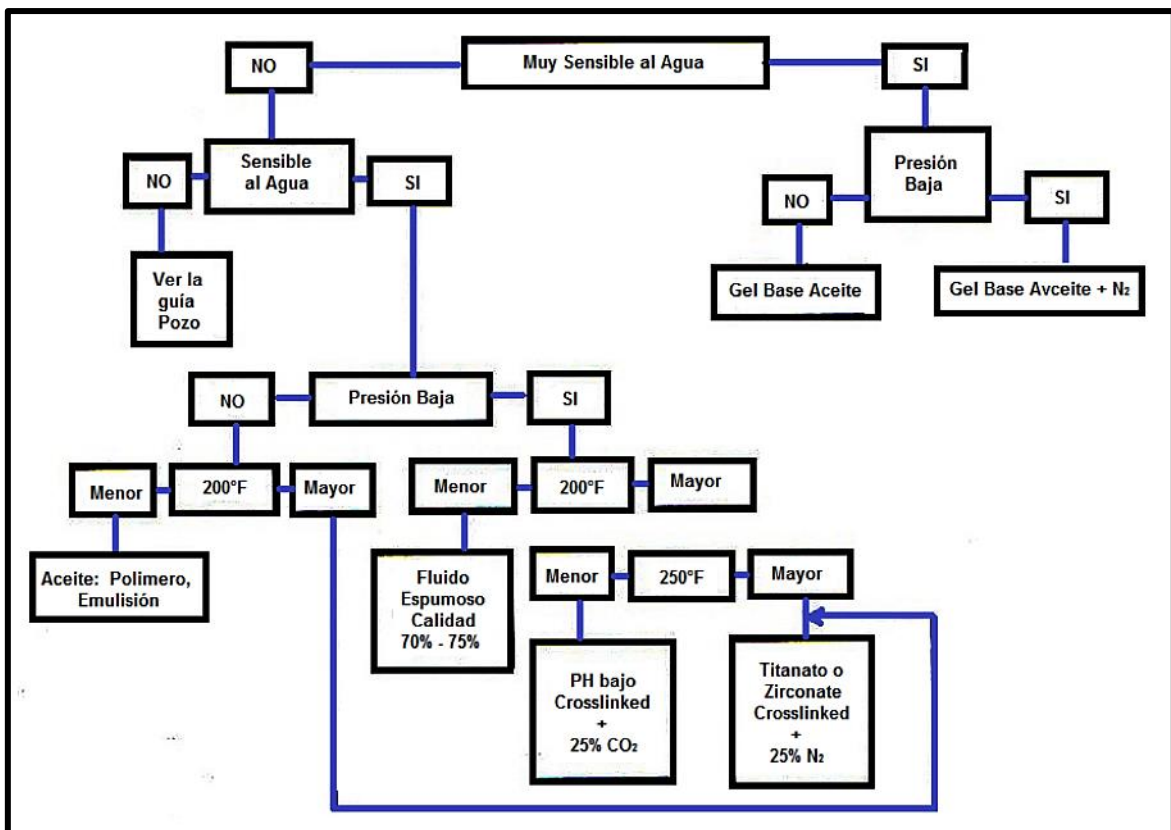 NO
Muy Sensible al Agua
SI
Sensible
al Agua
NO
SI
Presión
Baja
NO
SI
Ver la
guía
Pozo
Gel Base Aceite
Gel Base Avceite + N₂
NO
Presión Baja
SI
Menor
200°F
Mayor
Menor
200°F
Mayor
Aceite: Polimero,
Emulisión
Fluido
Espumoso
Calidad
70% - 75%
Menor
250°F
Mayor
PH bajo
Crosslinked
+
25% CO₂
Titanato o
Zirconate
Crosslinked
+
25% N₂